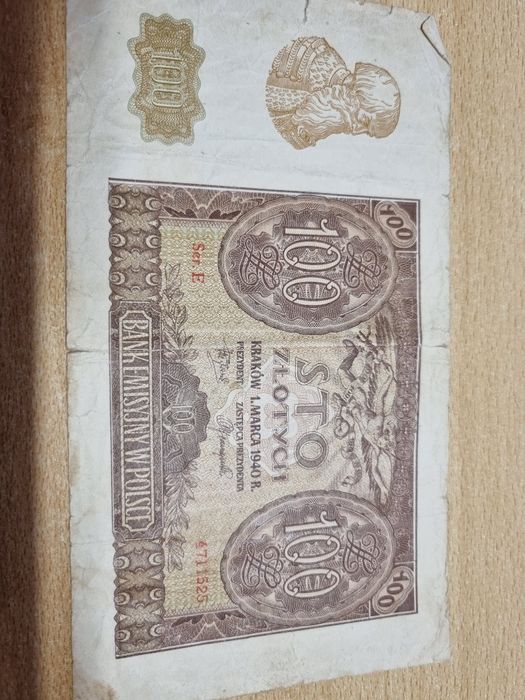 100
100
100
100
100
STO
ZŁOTYCH
KRAKÓW 1. MARCA 1940 R.
PREZYDENT: ZASTĘPCA PREZYDENTA
Ser. E
4711525
100
BANK EMISYJNY W POLSCE